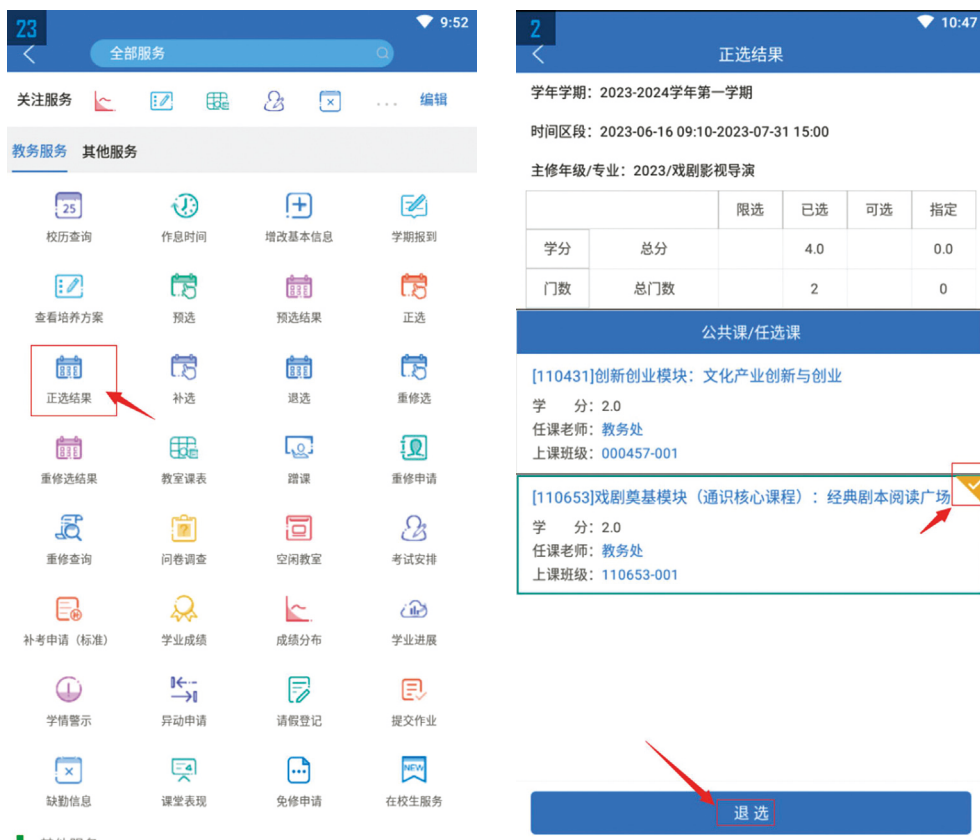 23
9:52
全部服务
关注服务
... 编辑
教务服务 其他服务
25
校历查询 作息时间 增改基本信息 学期报到
查看培养方案 预选 预选结果 正选
正选结果 补选 退选 重修选
重修选结果 教室课表 蹭课 重修申请
重修查询 问卷调查 空闲教室 考试安排
补考申请（标准） 学业成绩 成绩分布 学业进展
学情警示 异动申请 请假登记 提交作业
4
NEW
缺勤信息 课堂表现 免修申请 在校生服务
2
10:47
正选结果
学年学期：2023-2024学年第一学期
时间区段：2023-06-16 09:10-2023-07-31 15:00
主修年级/专业：2023/戏剧影视导演
限选 已选 可选 指定
学分 总分 4.0 0.0
门数 总门数 2 0
公共课/任选课
[110431]创新创业模块：文化产业创新与创业
学 分：2.0
任课老师：教务处
上课班级：000457-001
[110653]戏剧奠基模块（通识核心课程）：经典剧本阅读广场
学 分：2.0
任课老师：教务处
上课班级：110653-001
退 选